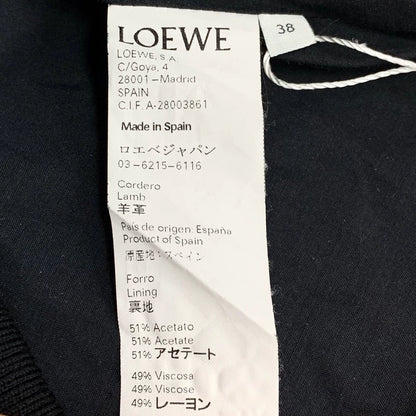 LOEWE
38
LOEWE, S.A.
C/Goya, 4
28001 - Madrid
SPAIN
C.I.F. A-28003861
Made in Spain
ロエベジャパン
03-6215-6116
Cordero
Lamb
羊革
País de origen: España
Product of Spain
原産地:スペイン
Forro
Lining
裏地
51% Acetato
51% Acetate
51% アセテート
49% Viscosa
49% Viscose
49% レーヨン